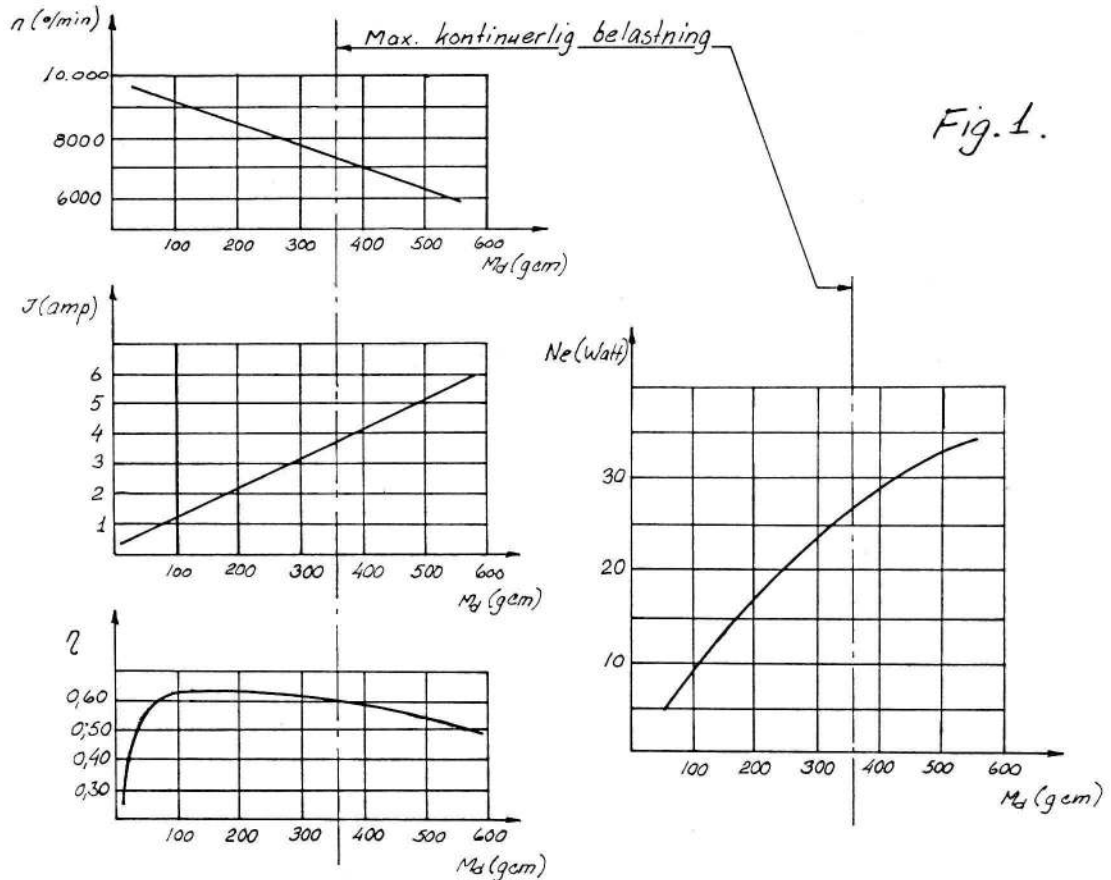 n (º/min)
Max. kontinuerlig belastning
10.000
8000
6000
100 200 300 400 500 600
Md (gcm)
Fig. 1.
J (amp)
6
5
4
3
2
1
100 200 300 400 500 600
Md (gcm)
η
0,60
0,50
0,40
0,30
100 200 300 400 500 600
Md (gcm)
Ne (Watt)
30
20
10
100 200 300 400 500 600
Md (gcm)